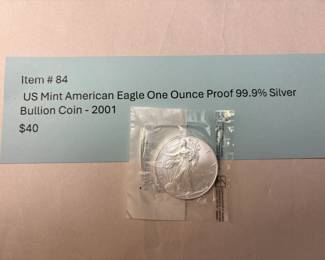 Item # 84
US Mint American Eagle One Ounce Proof 99.9% Silver
Bullion Coin - 2001
$40